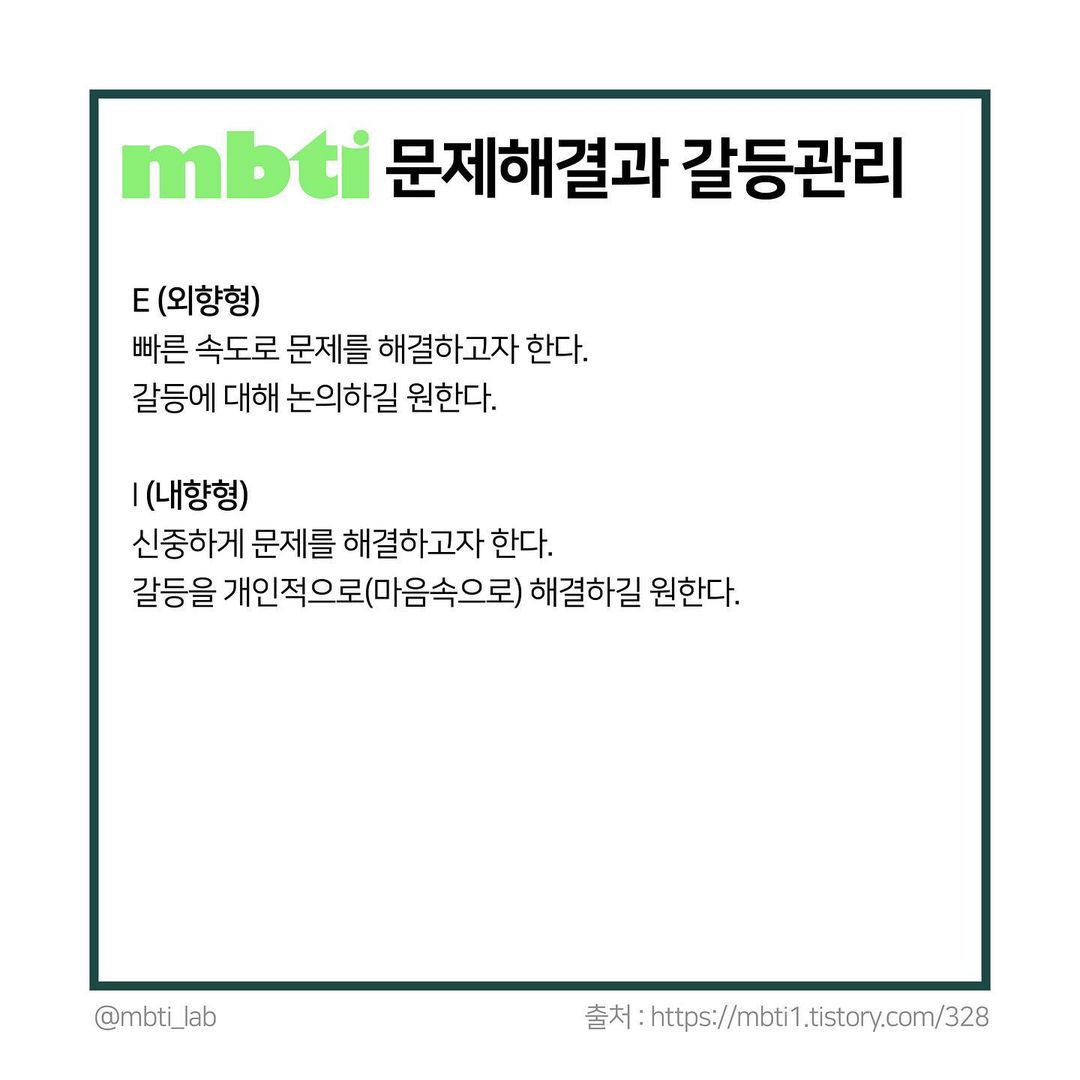 mbti 문제해결과 갈등관리
E (외향형)
빠른 속도로 문제를 해결하고자 한다.
갈등에 대해 논의하길 원한다.
I (내향형)
신중하게 문제를 해결하고자 한다.
갈등을 개인적으로(마음속으로) 해결하길 원한다.
@mbti_lab
출처 : https://mbti1.tistory.com/328